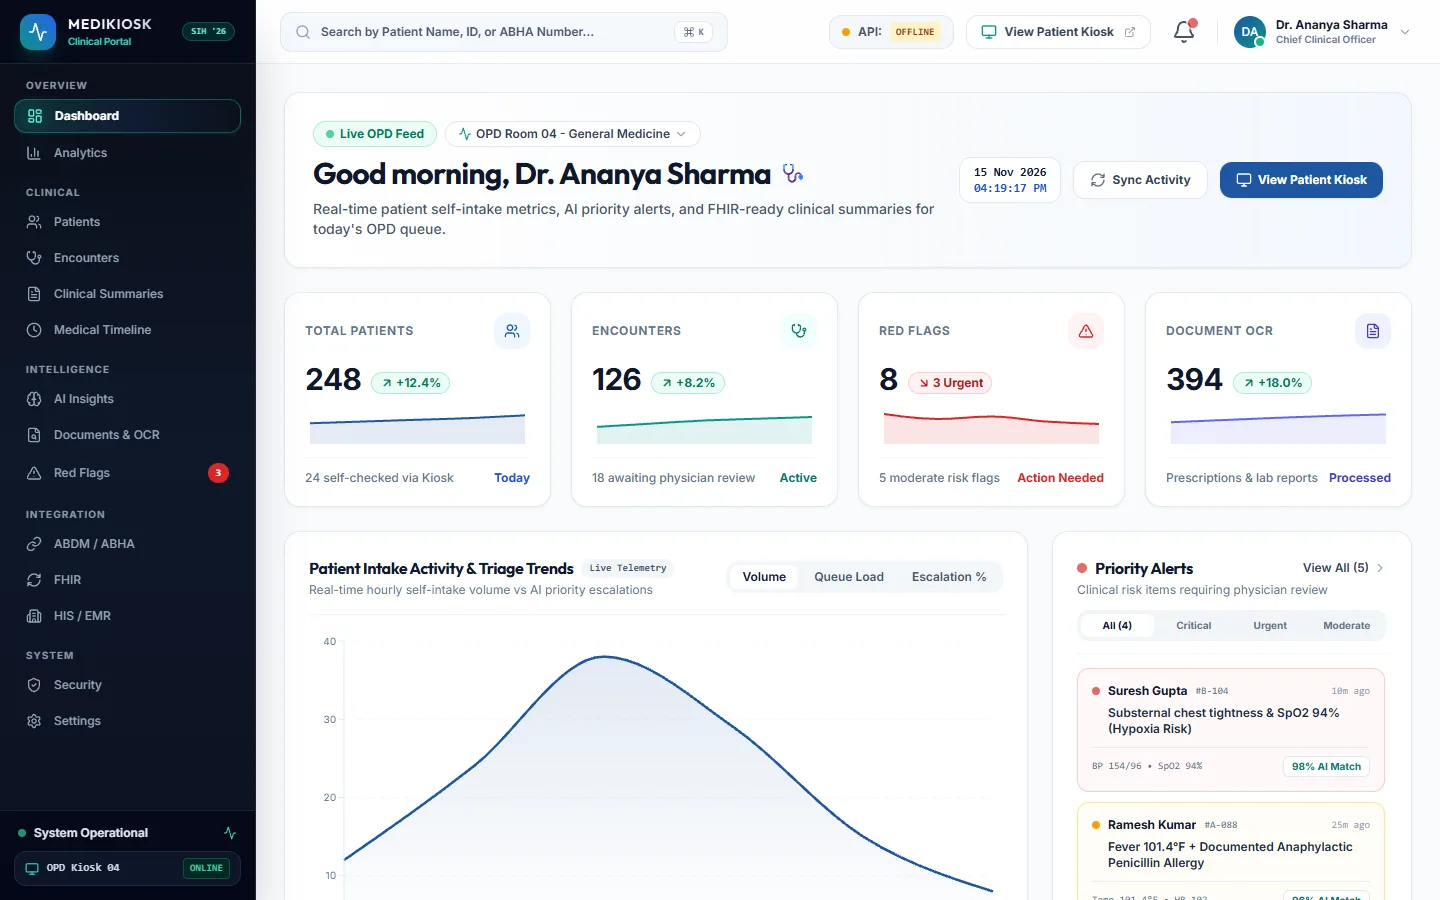 MEDIKIOSK
Clinical Portal
SIH '26
OVERVIEW
Dashboard
Analytics
CLINICAL
Patients
Encounters
Clinical Summaries
Medical Timeline
INTELLIGENCE
AI Insights
Documents & OCR
Red Flags
3
INTEGRATION
ABDM / ABHA
FHIR
HIS / EMR
SYSTEM
Security
Settings
System Operational
OPD Kiosk 04
ONLINE
Search by Patient Name, ID, or ABHA Number...
⌘ K
API: OFFLINE
View Patient Kiosk
DA
Dr. Ananya Sharma
Chief Clinical Officer
Live OPD Feed
OPD Room 04 - General Medicine
Good morning, Dr. Ananya Sharma
Real-time patient self-intake metrics, AI priority alerts, and FHIR-ready clinical summaries for
today's OPD queue.
15 Nov 2026
04:19:17 PM
Sync Activity
View Patient Kiosk
TOTAL PATIENTS
248
+12.4%
24 self-checked via Kiosk
Today
ENCOUNTERS
126
+8.2%
18 awaiting physician review
Active
RED FLAGS
8
3 Urgent
5 moderate risk flags
Action Needed
DOCUMENT OCR
394
+18.0%
Prescriptions & lab reports
Processed
Patient Intake Activity & Triage Trends
Live Telemetry
Real-time hourly self-intake volume vs AI priority escalations
Volume
Queue Load
Escalation %
40
30
20
10
Priority Alerts
View All (5)
Clinical risk items requiring physician review
All (4)
Critical
Urgent
Moderate
Suresh Gupta #B-104
10m ago
Substernal chest tightness & SpO2 94%
(Hypoxia Risk)
BP 154/96 • SpO2 94%
98% AI Match
Ramesh Kumar #A-088
25m ago
Fever 101.4°F + Documented Anaphylactic
Penicillin Allergy
Temp 101.4°F • HR 102
96% AI Match